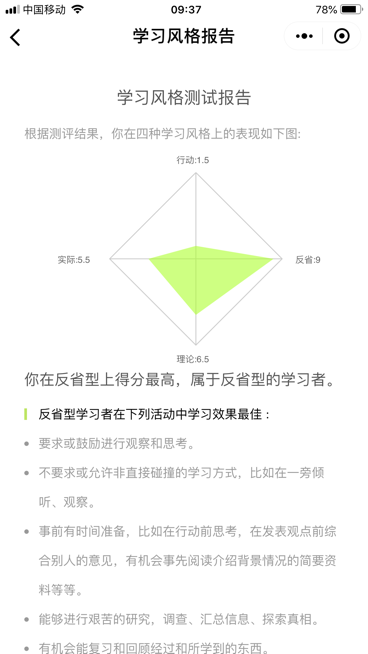 中国移动 09:37 78%
学习风格报告
学习风格测试报告
根据测评结果，你在四种学习风格上的表现如下图:
行动:1.5
实际:5.5
反省:9
理论:6.5
你在反省型上得分最高，属于反省型的学习者。
反省型学习者在下列活动中学习效果最佳：
要求或鼓励进行观察和思考。
不要求或允许非直接碰撞的学习方式，比如在一旁倾
听、观察。
事前有时间准备，比如在行动前思考，在发表观点前综
合别人的意见，有机会事先阅读介绍背景情况的简要资
料等等。
能够进行艰苦的研究，调查、汇总信息、探索真相。
有机会能复习和回顾经过和所学到的东西。